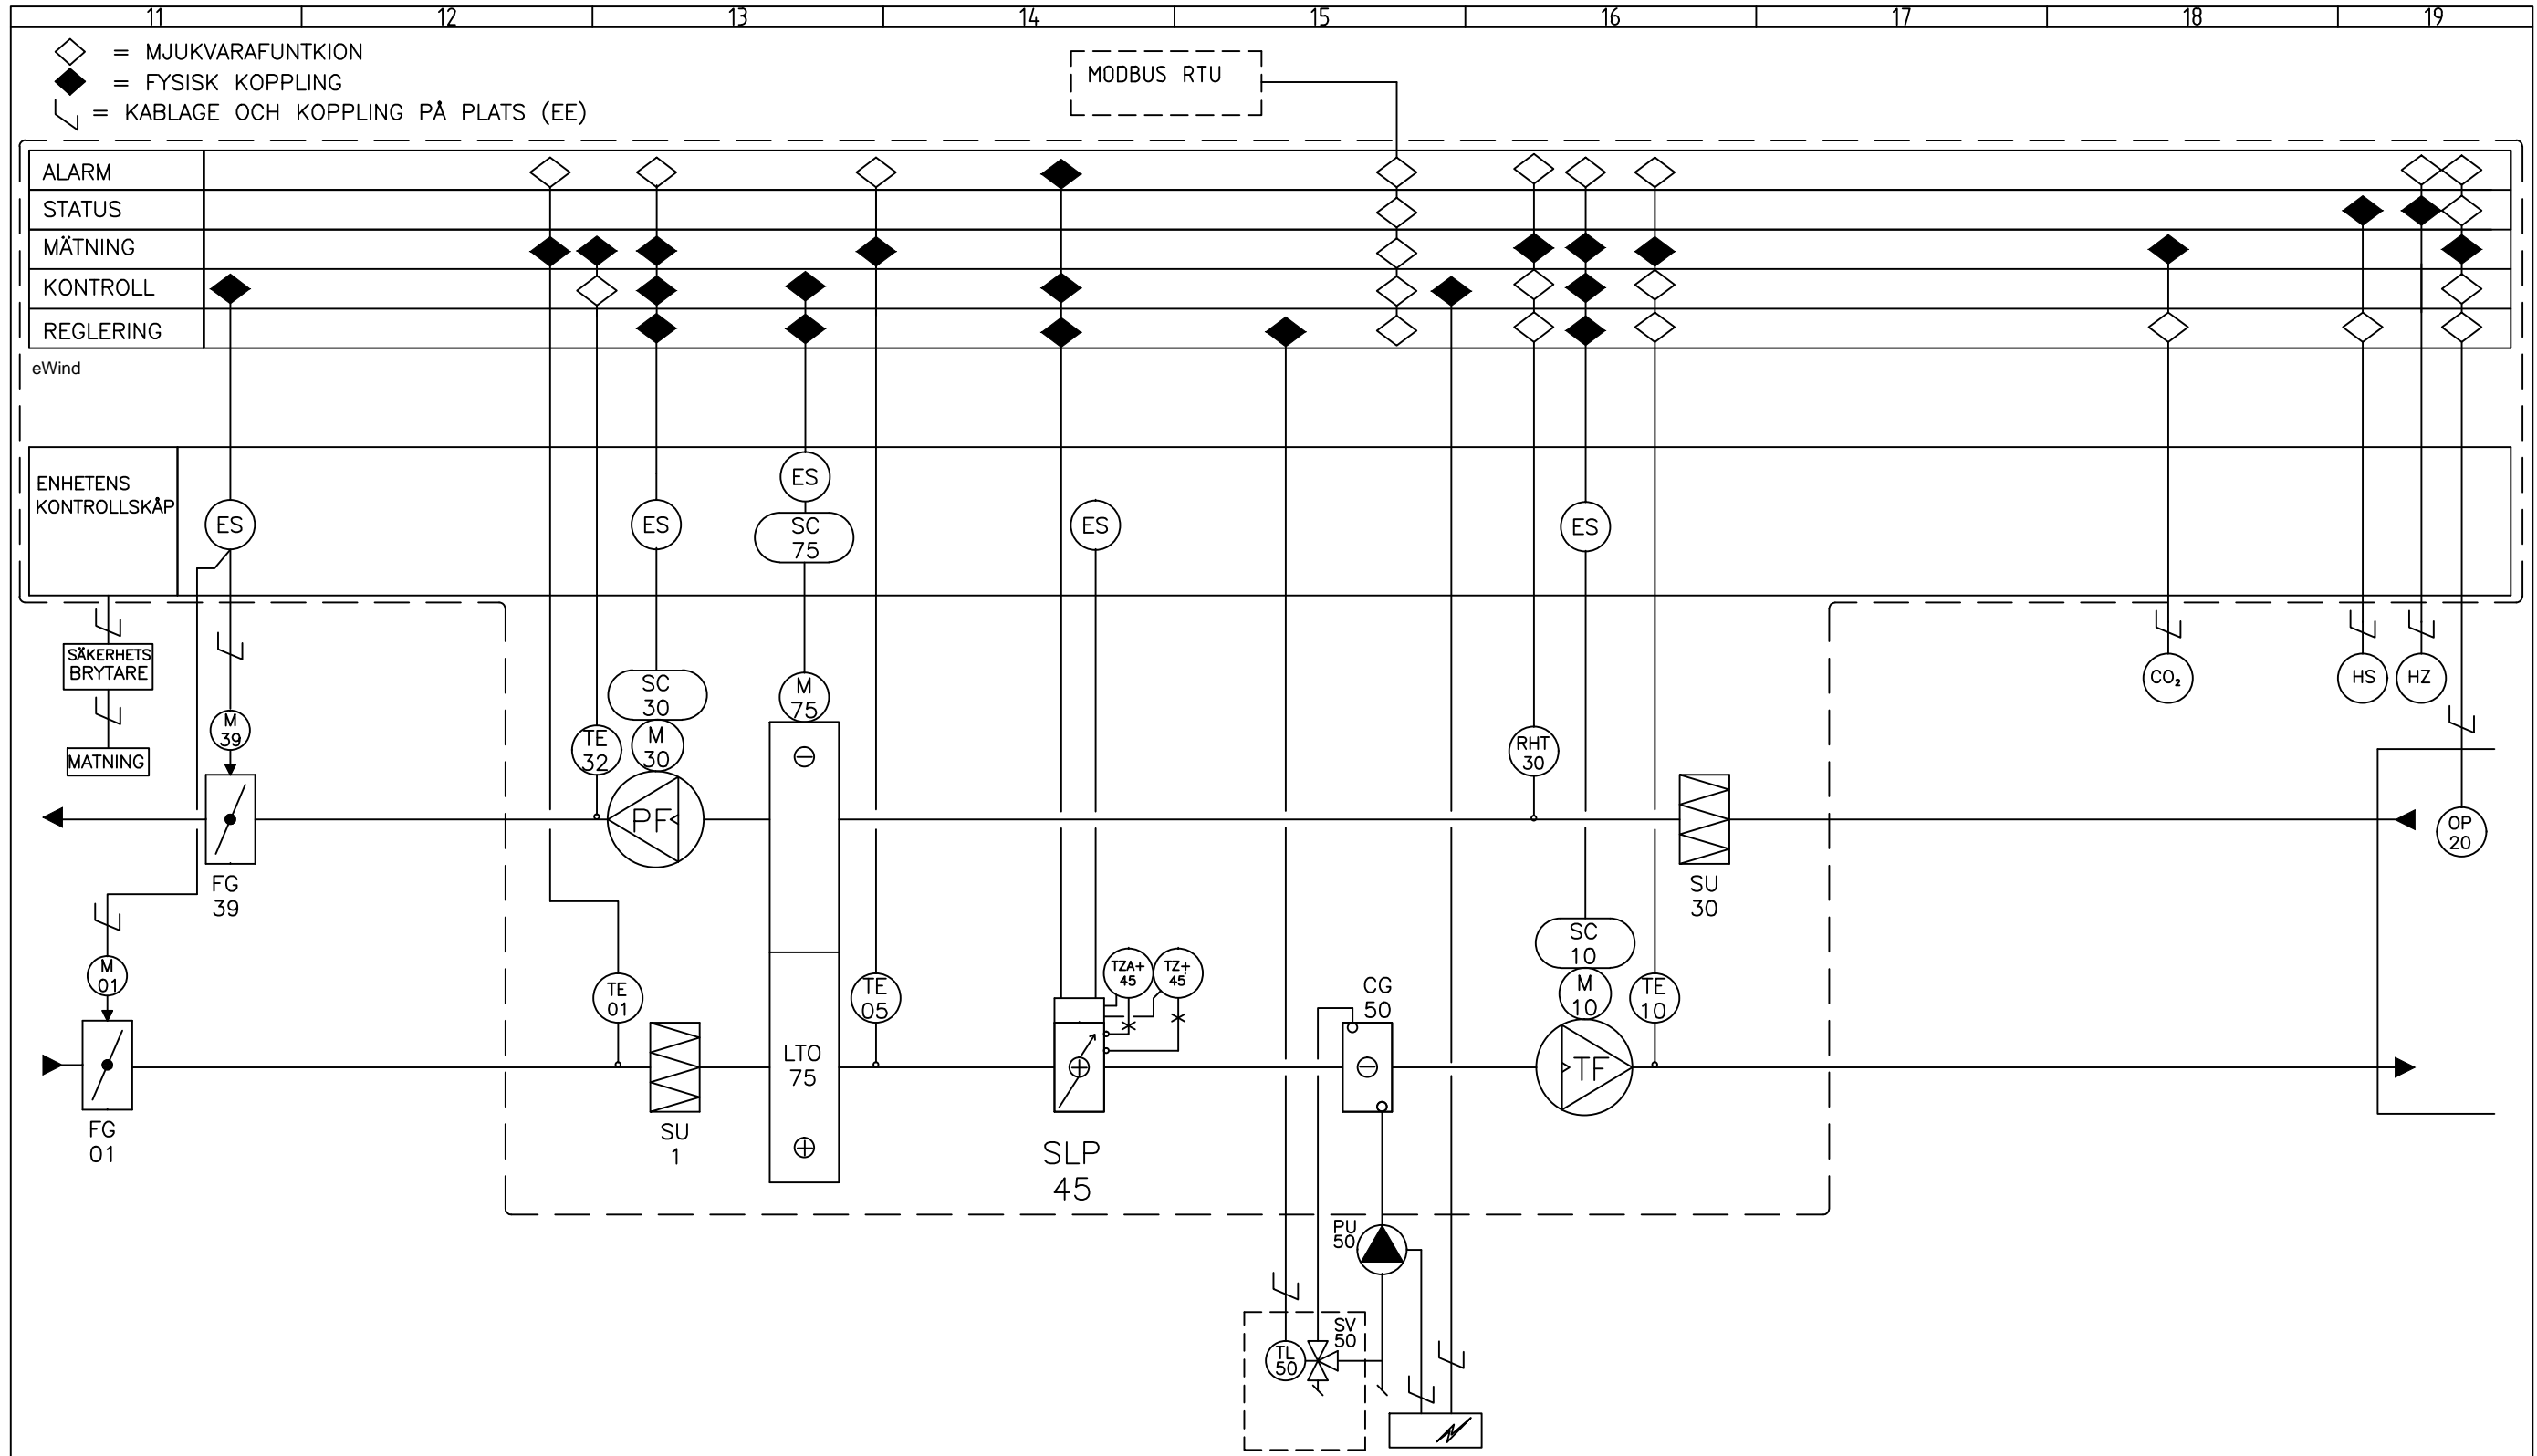 11 12 13 14 15 16 17 18 19
= MJUKVARAFUNTKION
= FYSISK KOPPLING
= KABLAGE OCH KOPPLING PÅ PLATS (EE)
MODBUS RTU
ALARM
STATUS
MÄTNING
KONTROLL
REGLERING
eWind
ENHETENS
KONTROLLSKÅP
ES
ES
ES
SC
75
ES
ES
SÄKERHETS
BRYTARE
MATNING
M
39
FG
39
M
01
FG
01
TE
32
SC
30
M
30
PF
M
75
TE
01
SU
1
LTO
75
TE
05
TZA+
45
TZ+
45
SLP
45
CG
50
RHT
30
SC
10
M
10
TF
TE
10
SU
30
CO₂
HS
HZ
OP
20
PU
50
SV
50
TL
50